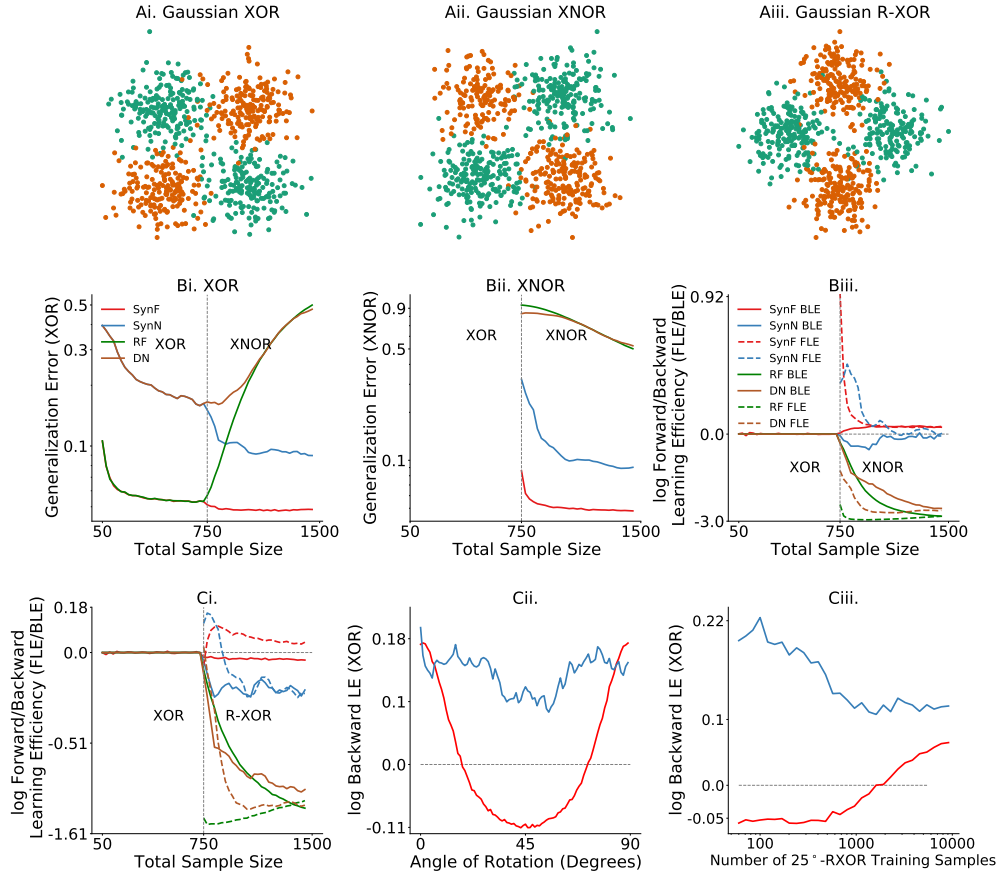 Ai. Gaussian XOR
Aii. Gaussian XNOR
Aiii. Gaussian R-XOR
Bi. XOR
Generalization Error (XOR)
0.5
0.3
0.1
SynF
SynN
RF
DN
XOR
XNOR
50
750
1500
Total Sample Size
Bii. XNOR
Generalization Error (XNOR)
0.9
0.5
0.1
XOR
XNOR
50
750
1500
Total Sample Size
Biii.
log Forward/Backward
Learning Efficiency (FLE/BLE)
0.92
0.0
-3.0
SynF BLE
SynN BLE
SynF FLE
SynN FLE
RF BLE
DN BLE
RF FLE
DN FLE
XOR
XNOR
50
750
1500
Total Sample Size
Ci.
log Forward/Backward
Learning Efficiency (FLE/BLE)
0.18
0.0
-0.51
-1.61
XOR
R-XOR
50
750
1500
Total Sample Size
Cii.
log Backward LE (XOR)
0.18
0.1
0.0
-0.11
0
45
90
Angle of Rotation (Degrees)
Ciii.
log Backward LE (XOR)
0.22
0.1
0.0
-0.05
100
1000
10000
Number of 25°-RXOR Training Samples